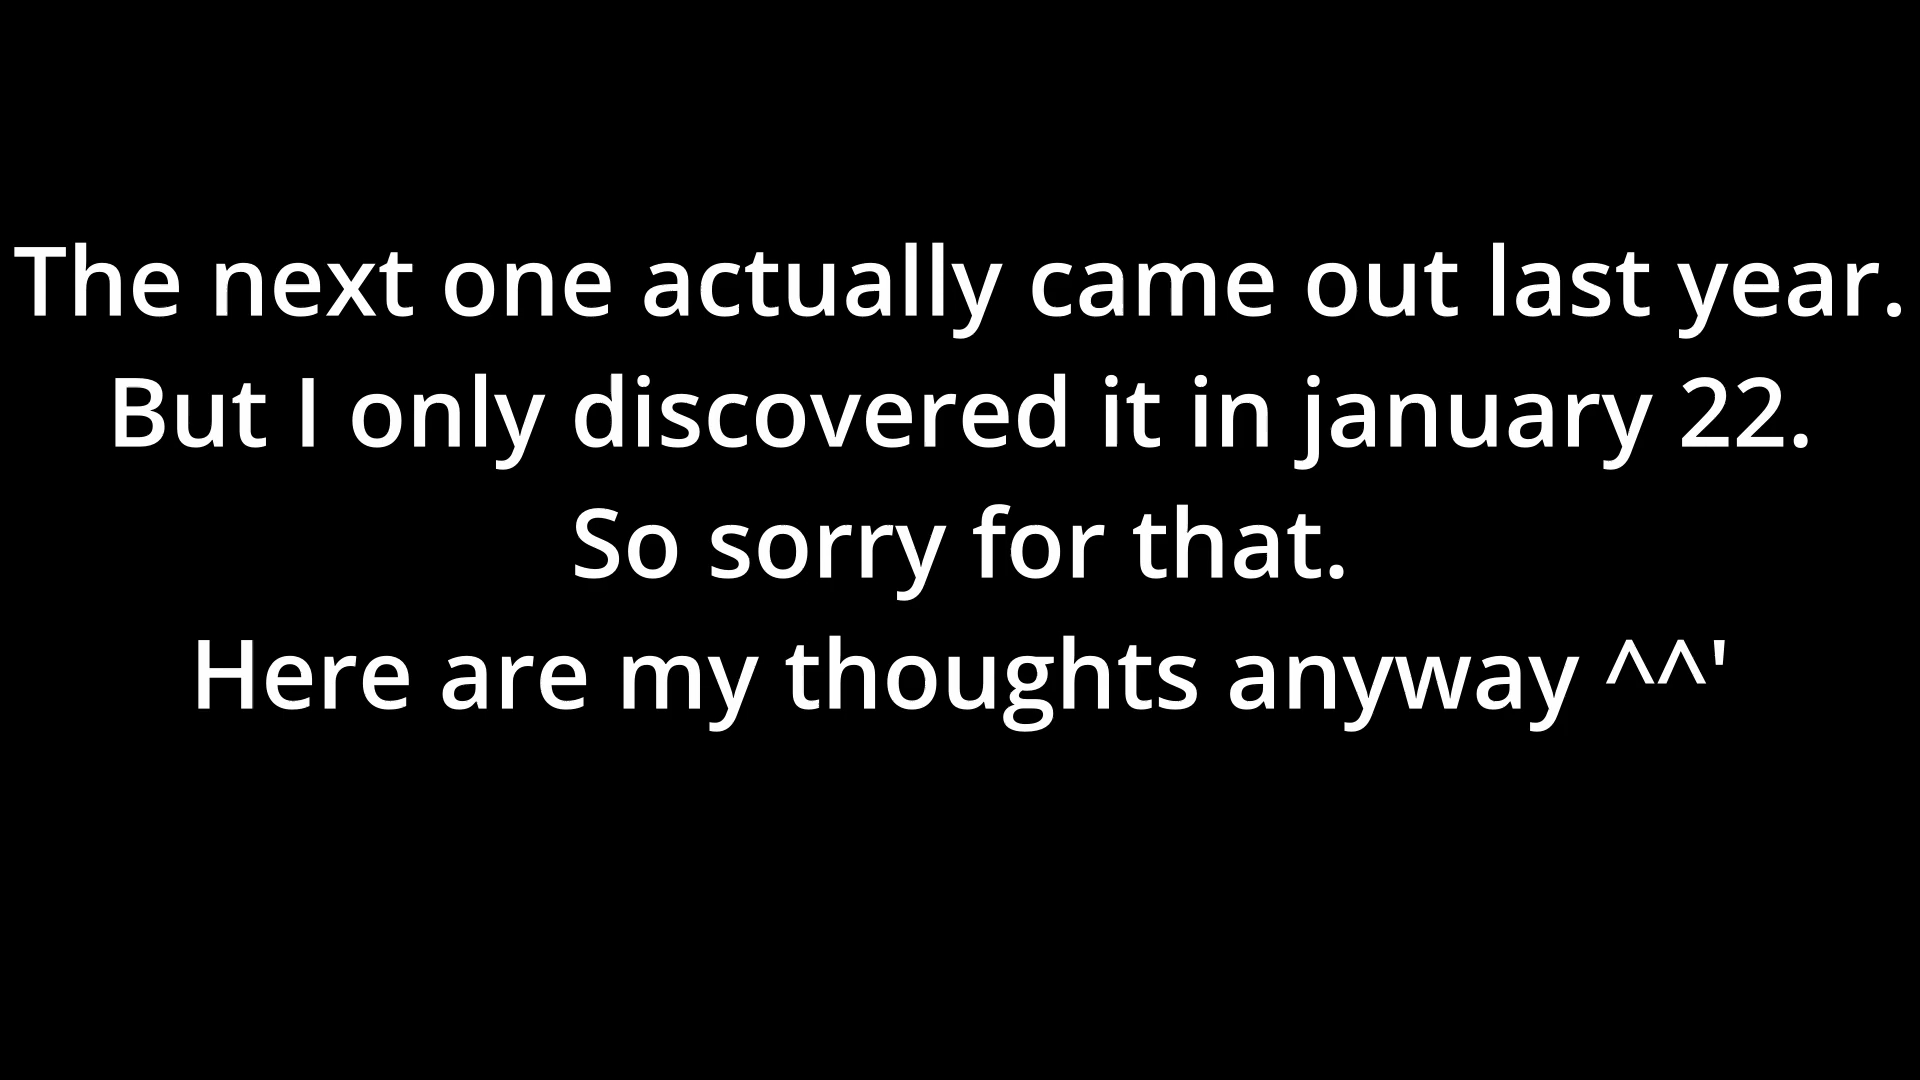 The next one actually came out last year.
But I only discovered it in january 22.
So sorry for that.
Here are my thoughts anyway ^^'